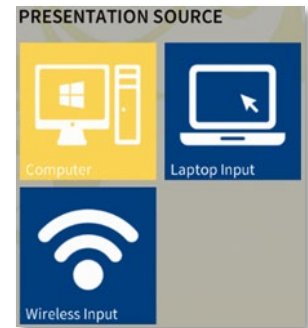 PRESENTATION SOURCE
Computer
Laptop Input
Wireless Input